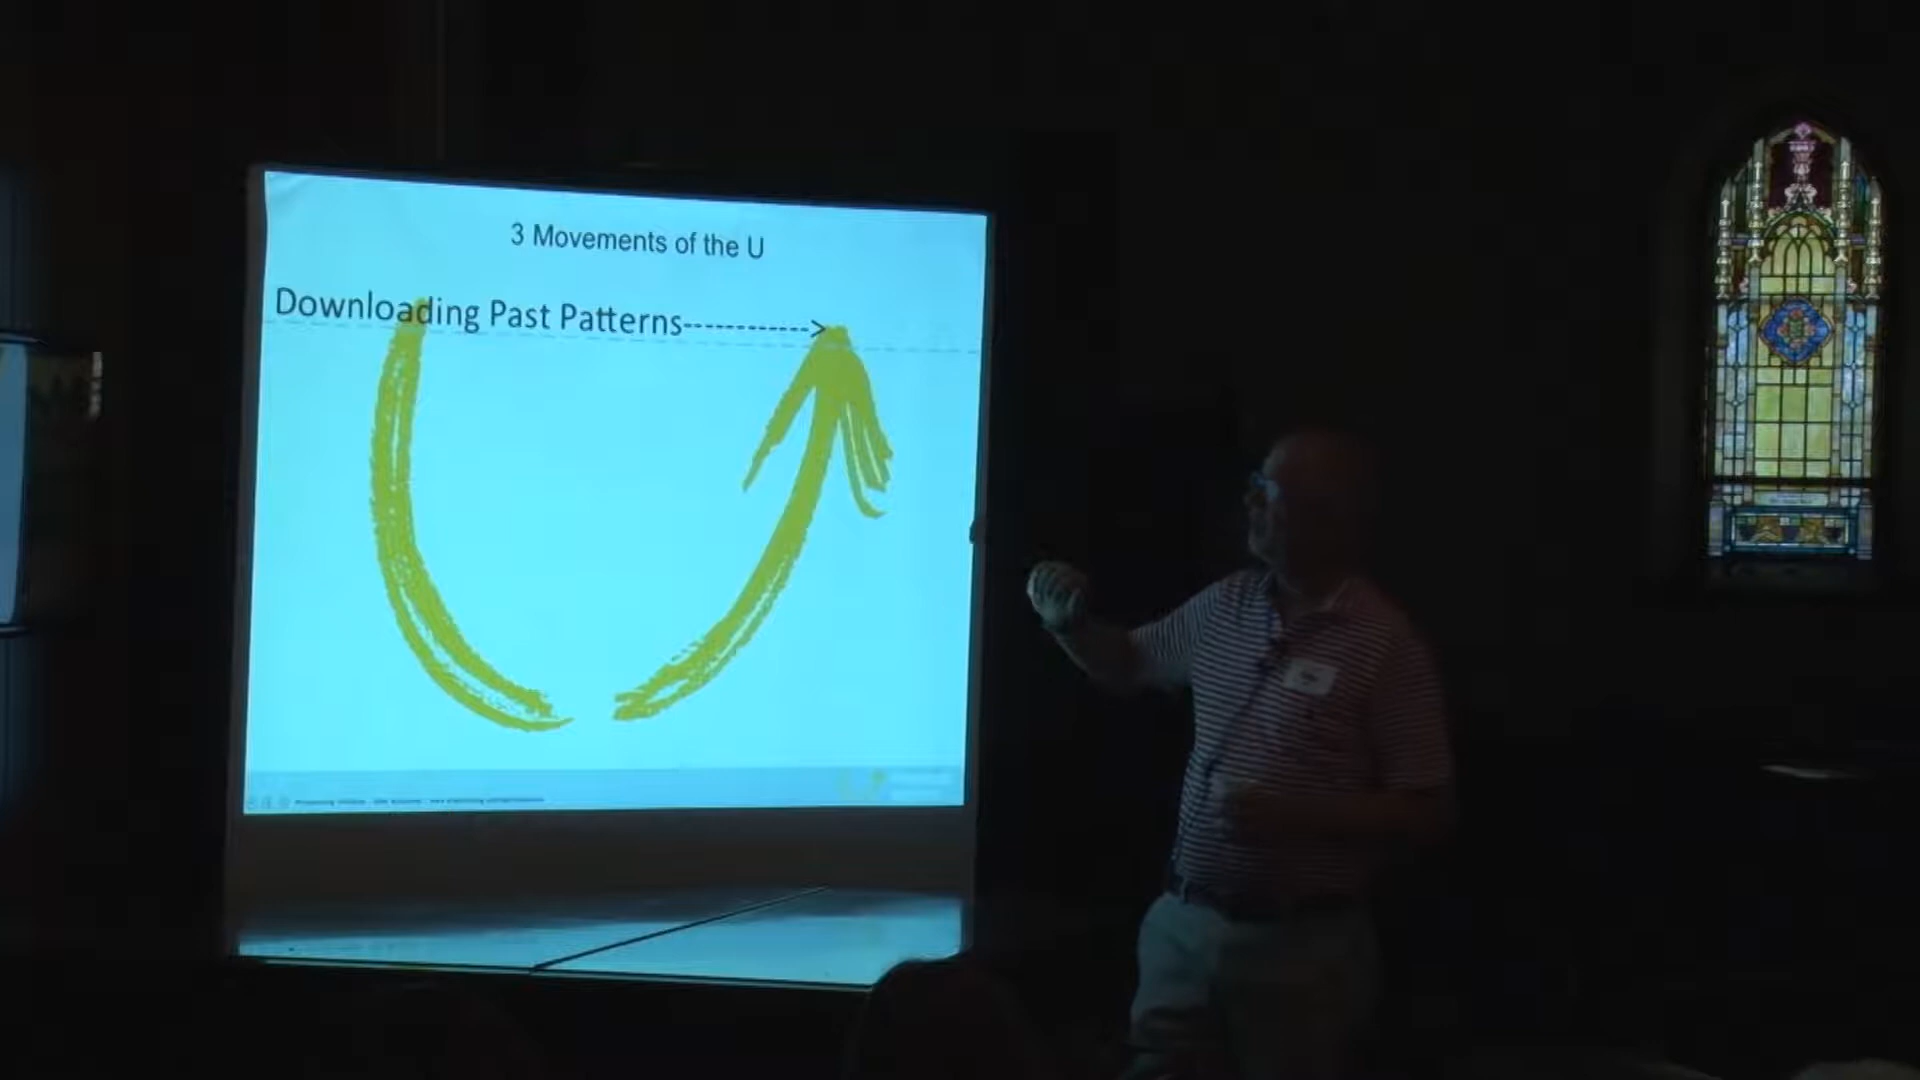 3 Movements of the U
Downloading Past Patterns------------>